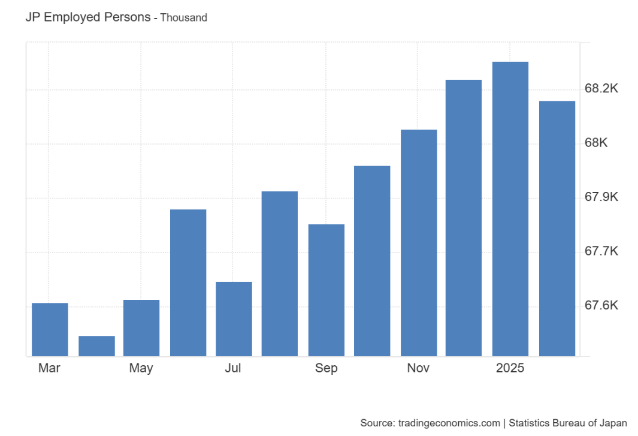 JP Employed Persons - Thousand
68.2K
68K
67.9K
67.7K
67.6K
Mar May Jul Sep Nov 2025
Source: tradingeconomics.com | Statistics Bureau of Japan